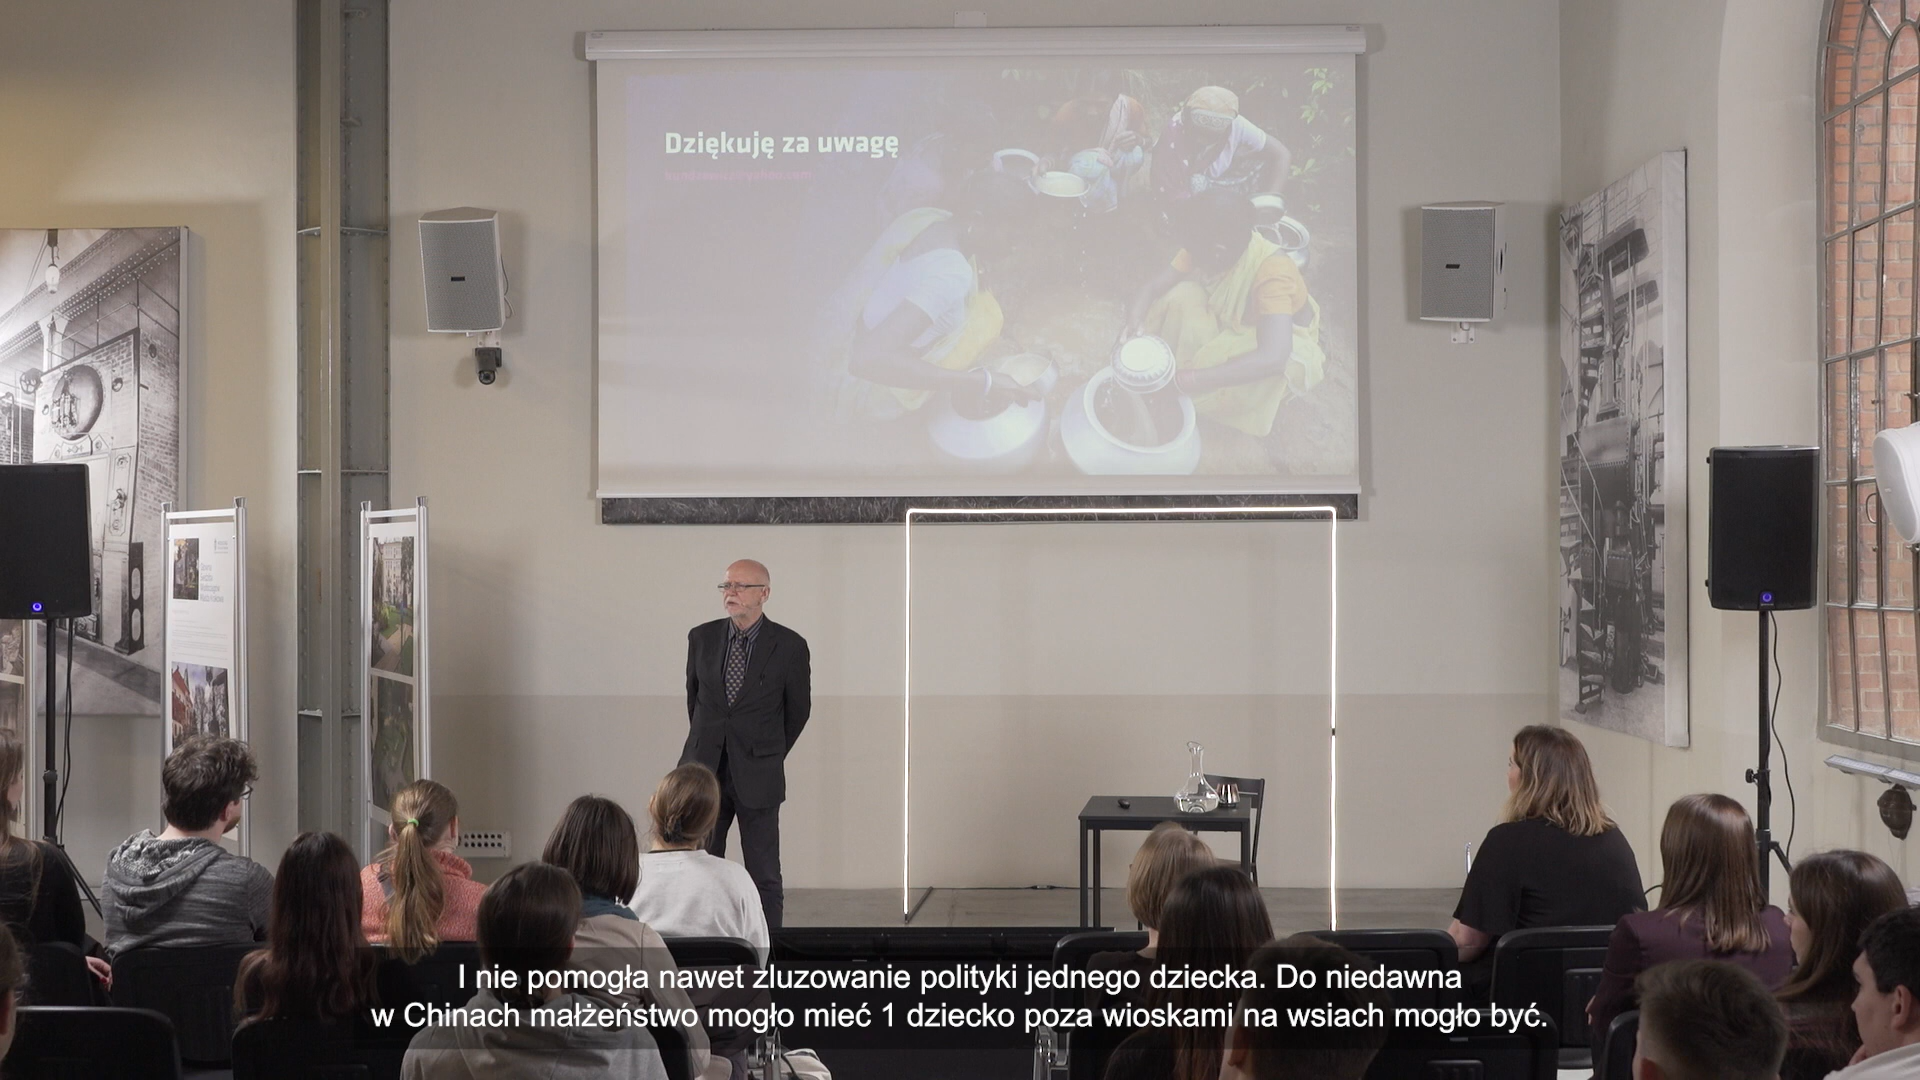 Dziękuję za uwagę
I nie pomogła nawet zluzowanie polityki jednego dziecka. Do niedawna
w Chinach małżeństwo mogło mieć 1 dziecko poza wioskami na wsiach mogło być.